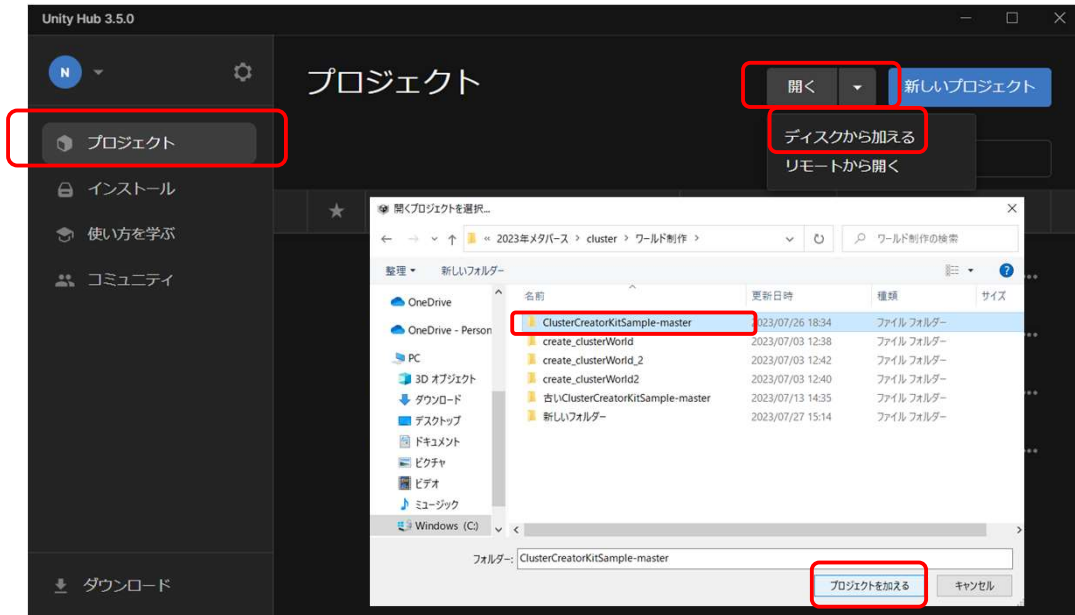 Unity Hub 3.5.0
N
プロジェクト
開く
新しいプロジェクト
プロジェクト
ディスクから加える
リモートから開く
インストール
使い方を学ぶ
コミュニティ
ダウンロード
開くプロジェクトを選択...
« 2023年メタバース > cluster > ワールド制作 >
ワールド制作の検索
整理
新しいフォルダー
名前 更新日時 種類 サイズ
OneDrive
OneDrive - Person
PC
3D オブジェクト
ダウンロード
デスクトップ
ドキュメント
ピクチャ
ビデオ
ミュージック
Windows (C:)
ClusterCreatorKitSample-master 2023/07/26 18:34 ファイル フォルダー
create_clusterWorld 2023/07/03 12:38 ファイル フォルダー
create_clusterWorld_2 2023/07/03 12:42 ファイル フォルダー
create_clusterWorld2 2023/07/03 12:40 ファイル フォルダー
古いClusterCreatorKitSample-master 2023/07/13 14:35 ファイル フォルダー
新しいフォルダー 2023/07/27 15:14 ファイル フォルダー
フォルダー: ClusterCreatorKitSample-master
プロジェクトを加える
キャンセル